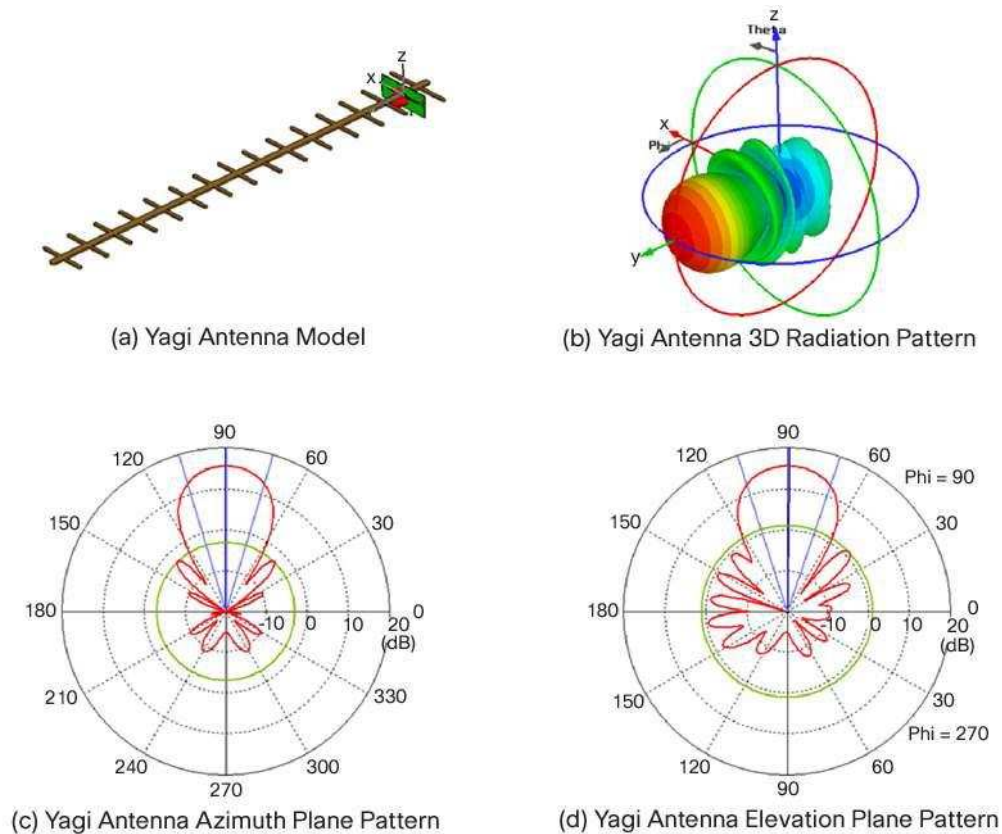 Z
X
(a) Yagi Antenna Model
Z
Theta
X
Phi
y
(b) Yagi Antenna 3D Radiation Pattern
90
120
60
150
30
180
-10 0 10 20
0
(dB)
210
330
240
300
270
(c) Yagi Antenna Azimuth Plane Pattern
90
120
60
Phi = 90
150
30
180
-10 0 10 20
0
(dB)
150
30
Phi = 270
120
60
90
(d) Yagi Antenna Elevation Plane Pattern